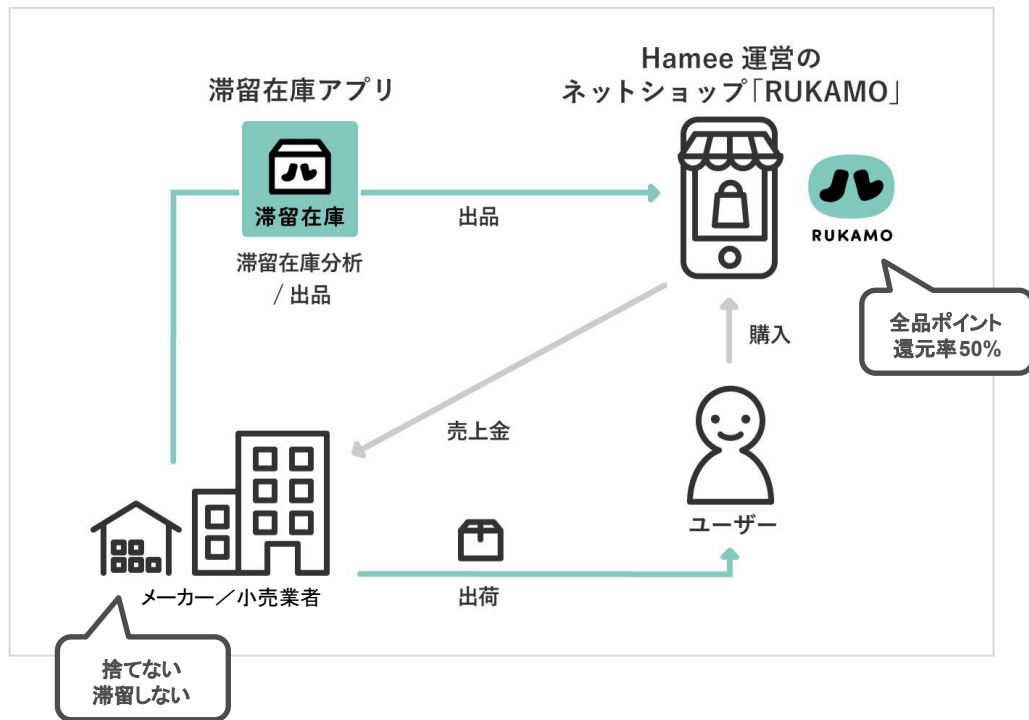 Hamee 運営の
ネットショップ「RUKAMO」
滞留在庫アプリ
滞留在庫
出品
RUKAMO
滞留在庫分析
/ 出品
全品ポイント
還元率50%
購入
売上金
ユーザー
メーカー／小売業者
出荷
捨てない
滞留しない